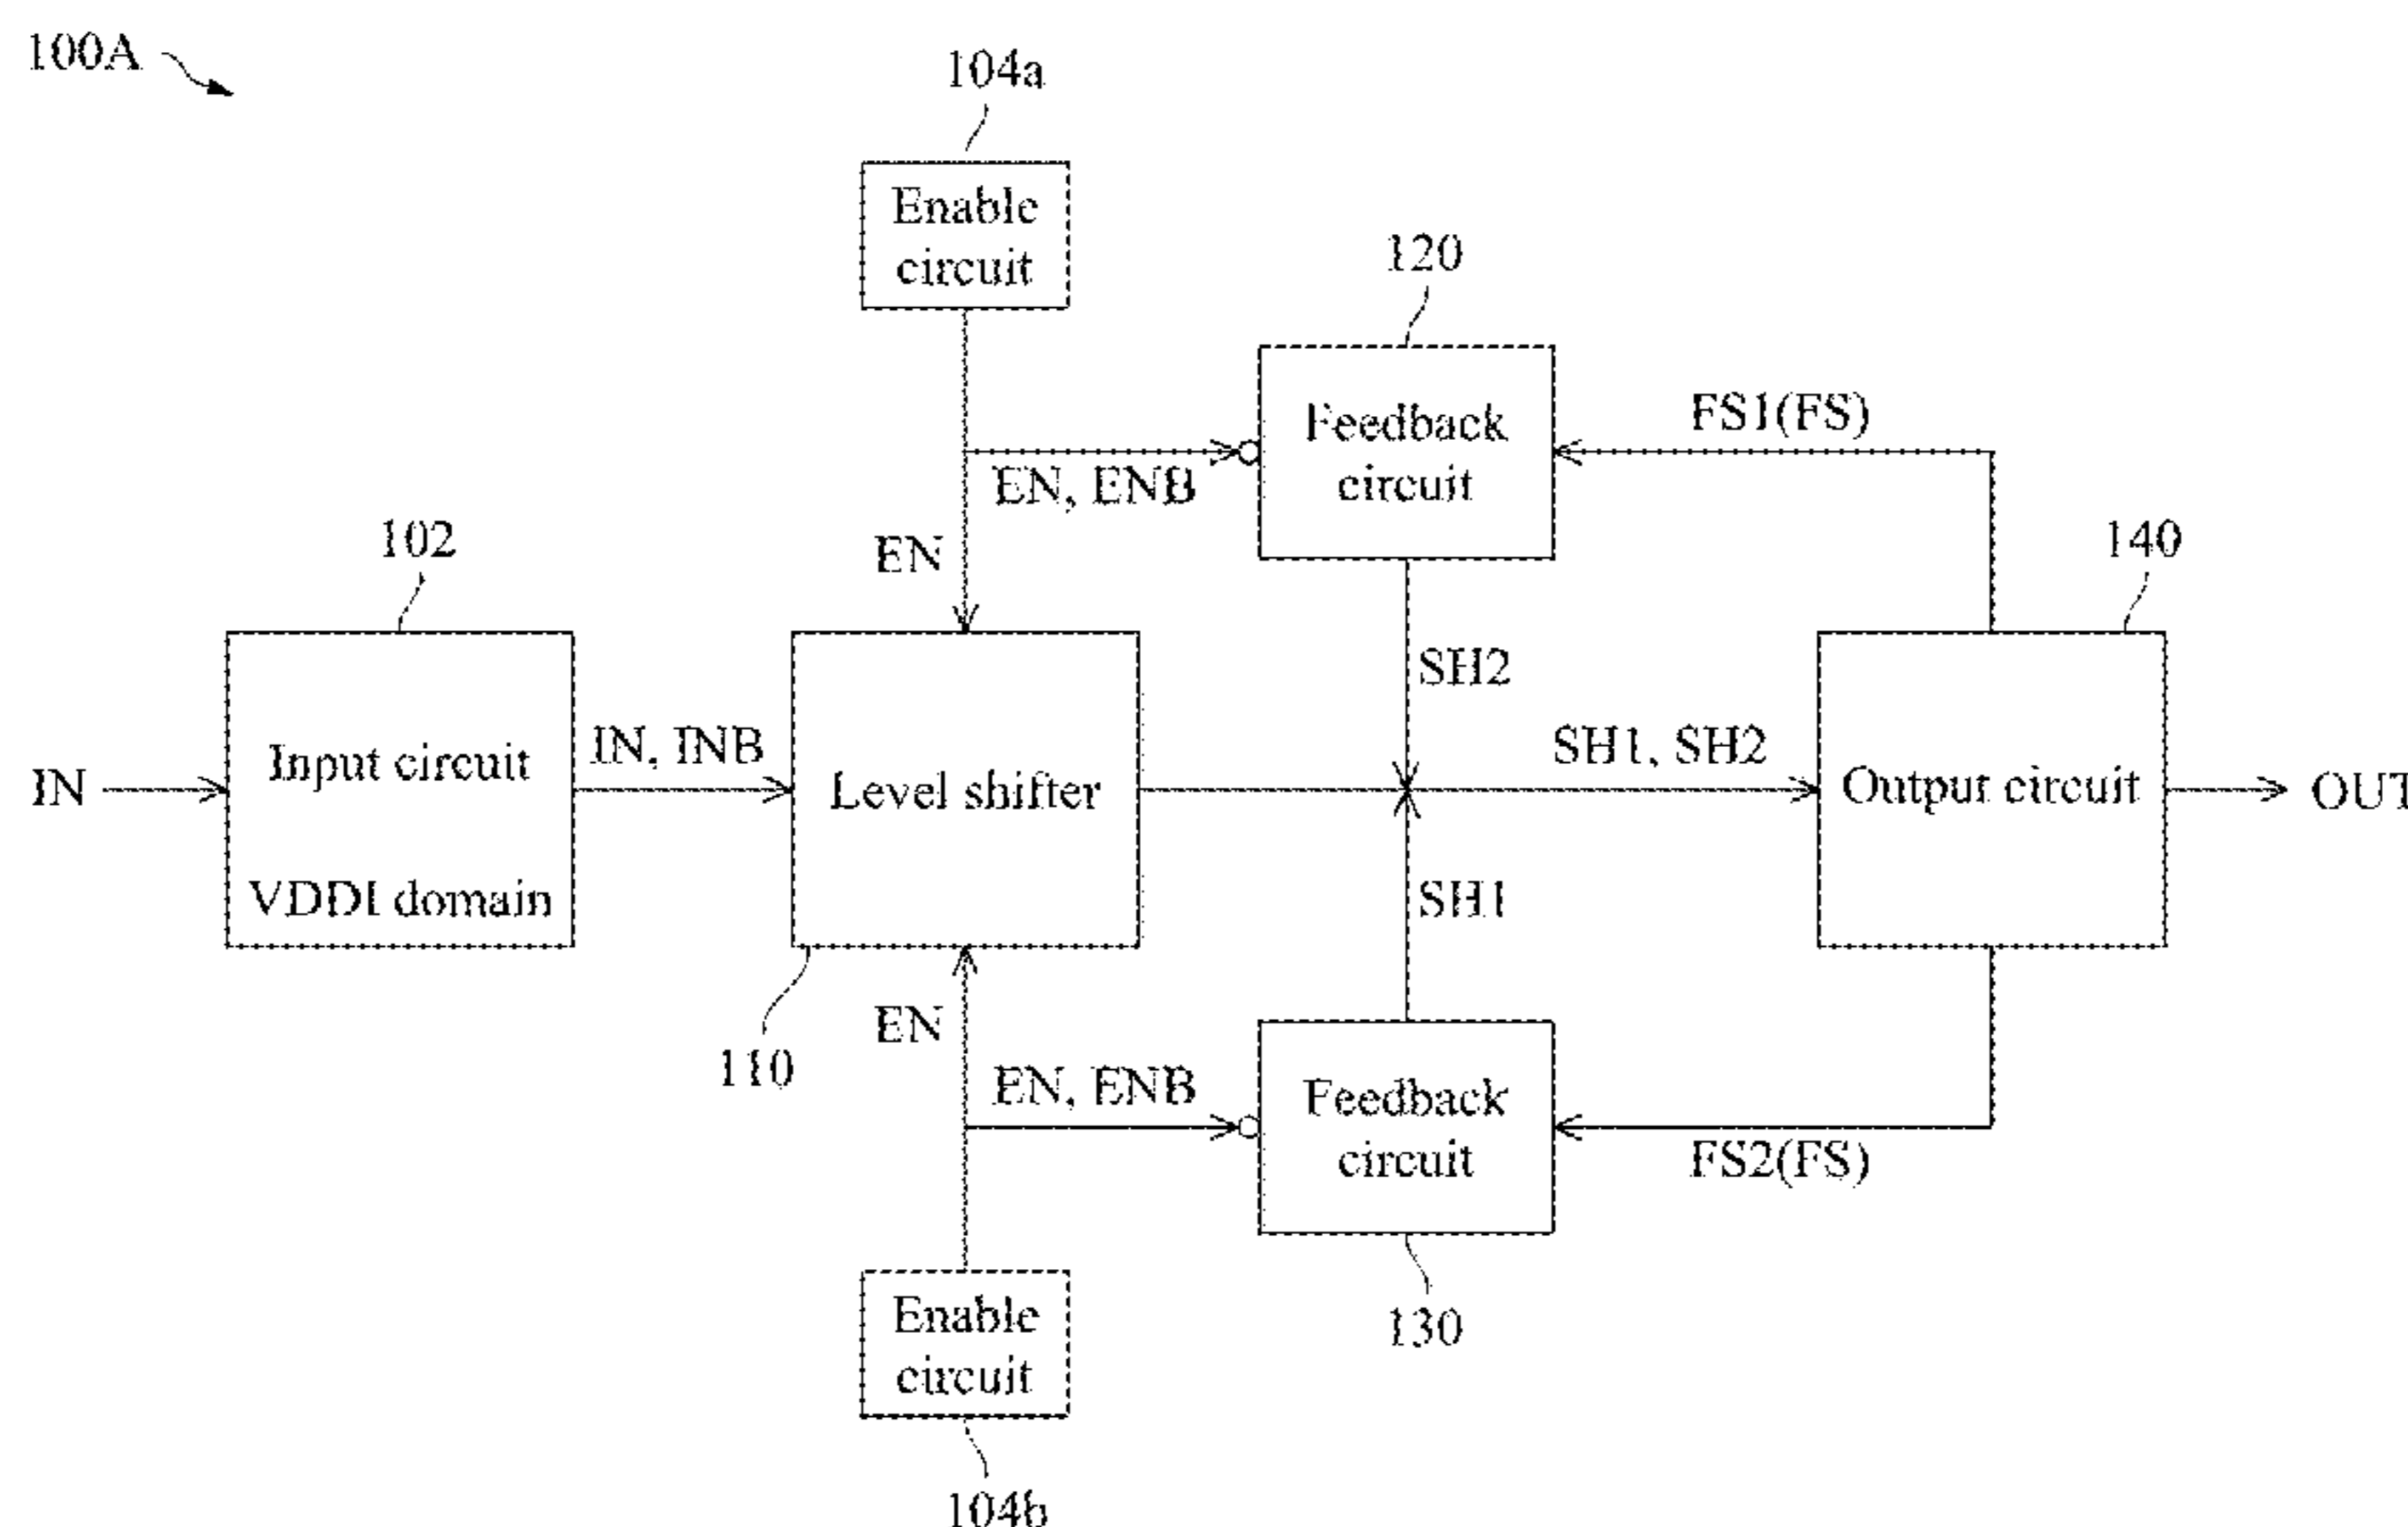 100A
104a
Enable
circuit
120
Feedback
circuit
FS1(FS)
EN, ENB
EN
102
140
SH2
IN
Input circuit
VDDI domain
IN, INB
Level shifter
SH1, SH2
Output circuit
OUT
SH1
110
EN
EN, ENB
Feedback
circuit
FS2(FS)
130
Enable
circuit
104b